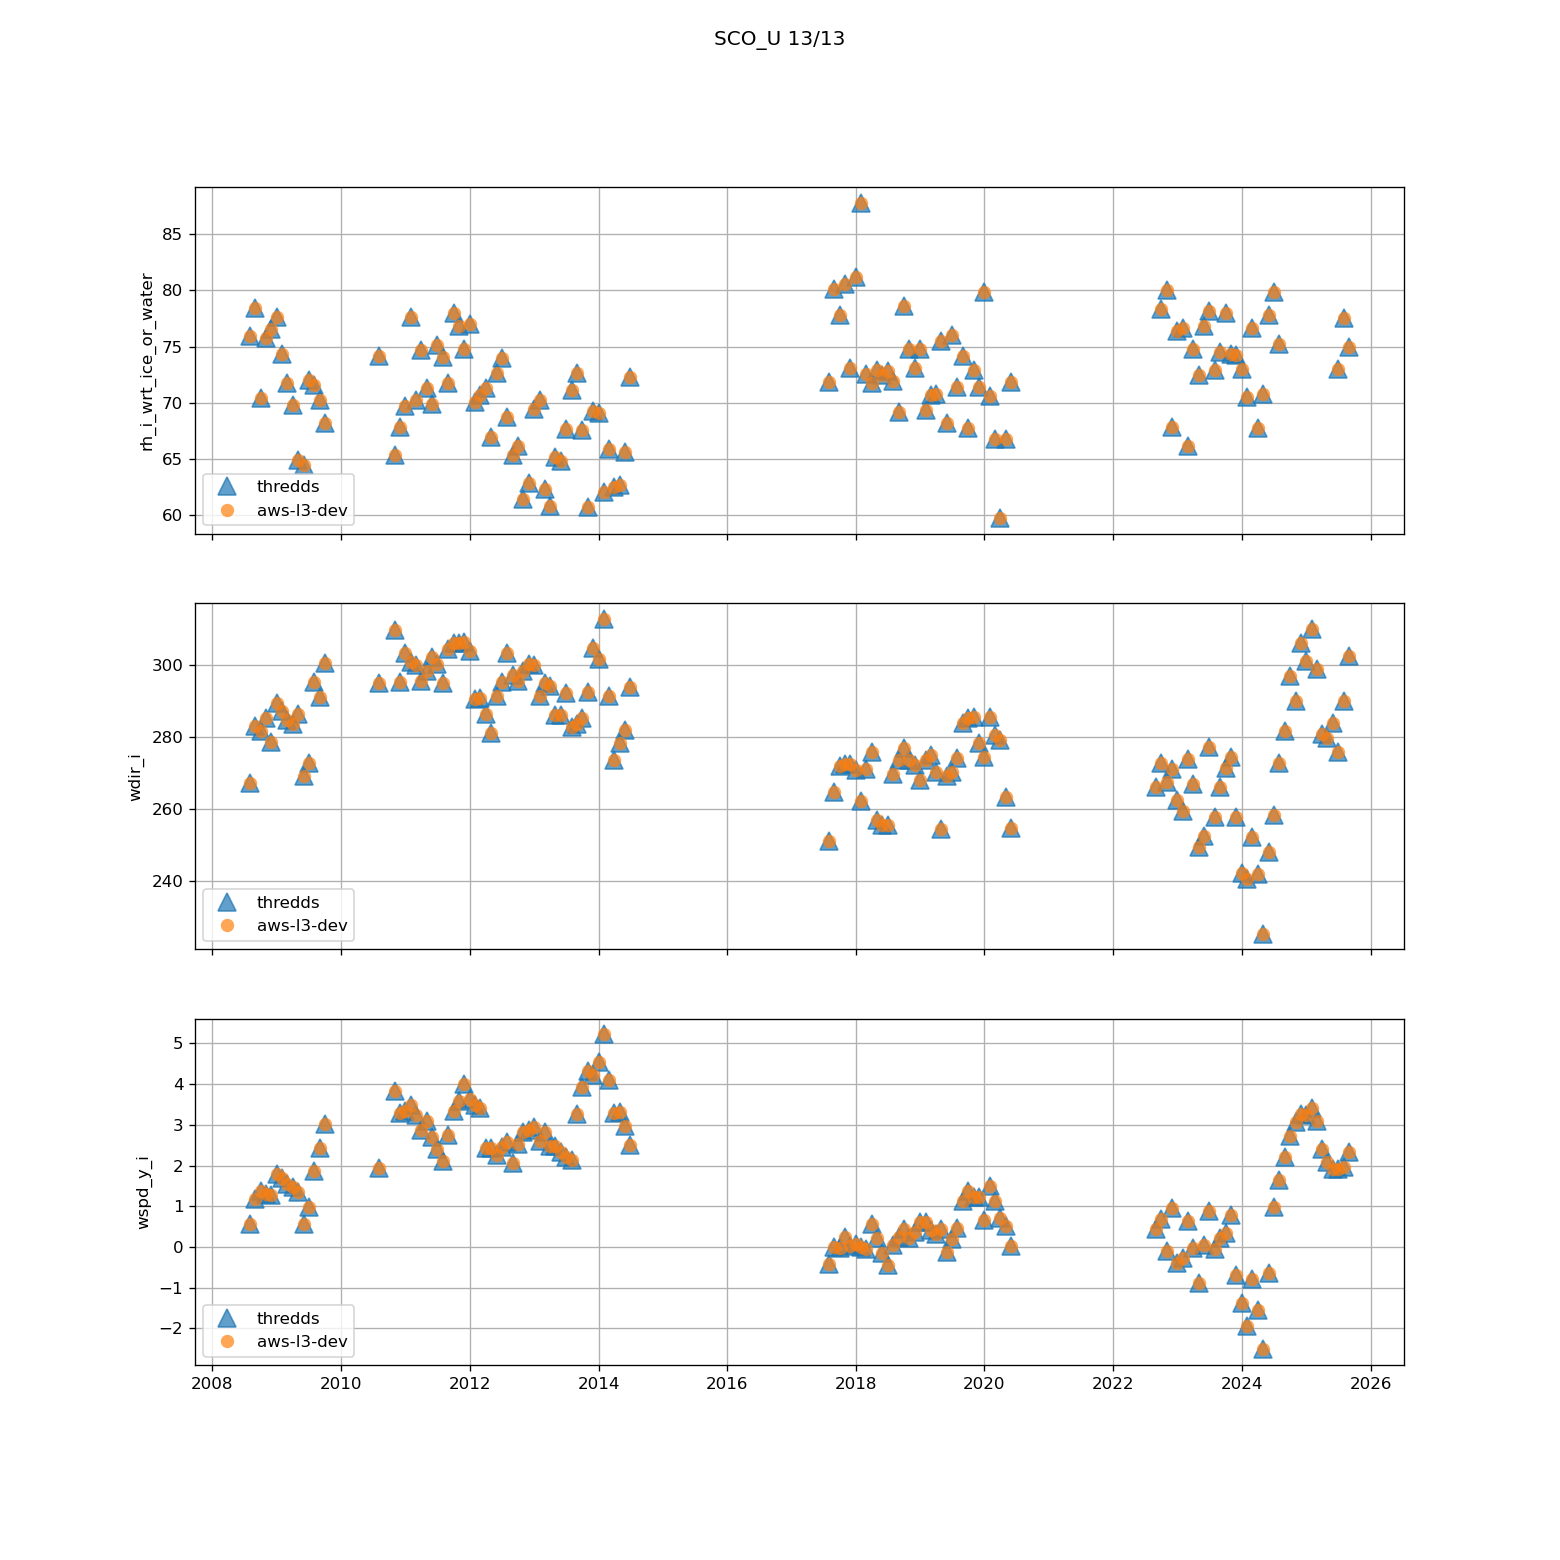 SCO_U 13/13
rh_i_wrt_ice_or_water
85
80
75
70
65
60
thredds
aws-l3-dev
wdir_i
300
280
260
240
thredds
aws-l3-dev
wspd_y_i
5
4
3
2
1
0
−1
−2
thredds
aws-l3-dev
2008 2010 2012 2014 2016 2018 2020 2022 2024 2026